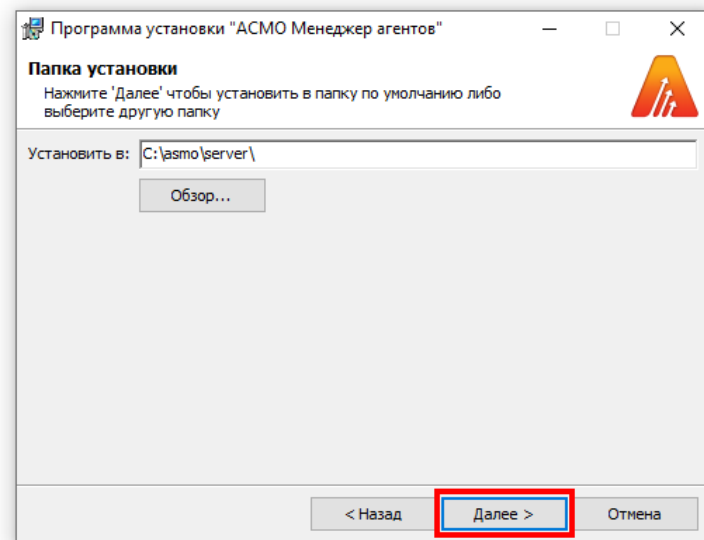 Программа установки "АСМО Менеджер агентов"
Папка установки
Нажмите 'Далее' чтобы установить в папку по умолчанию либо
выберите другую папку
Установить в: C:\asmo\server\
Обзор...
< Назад Далее > Отмена